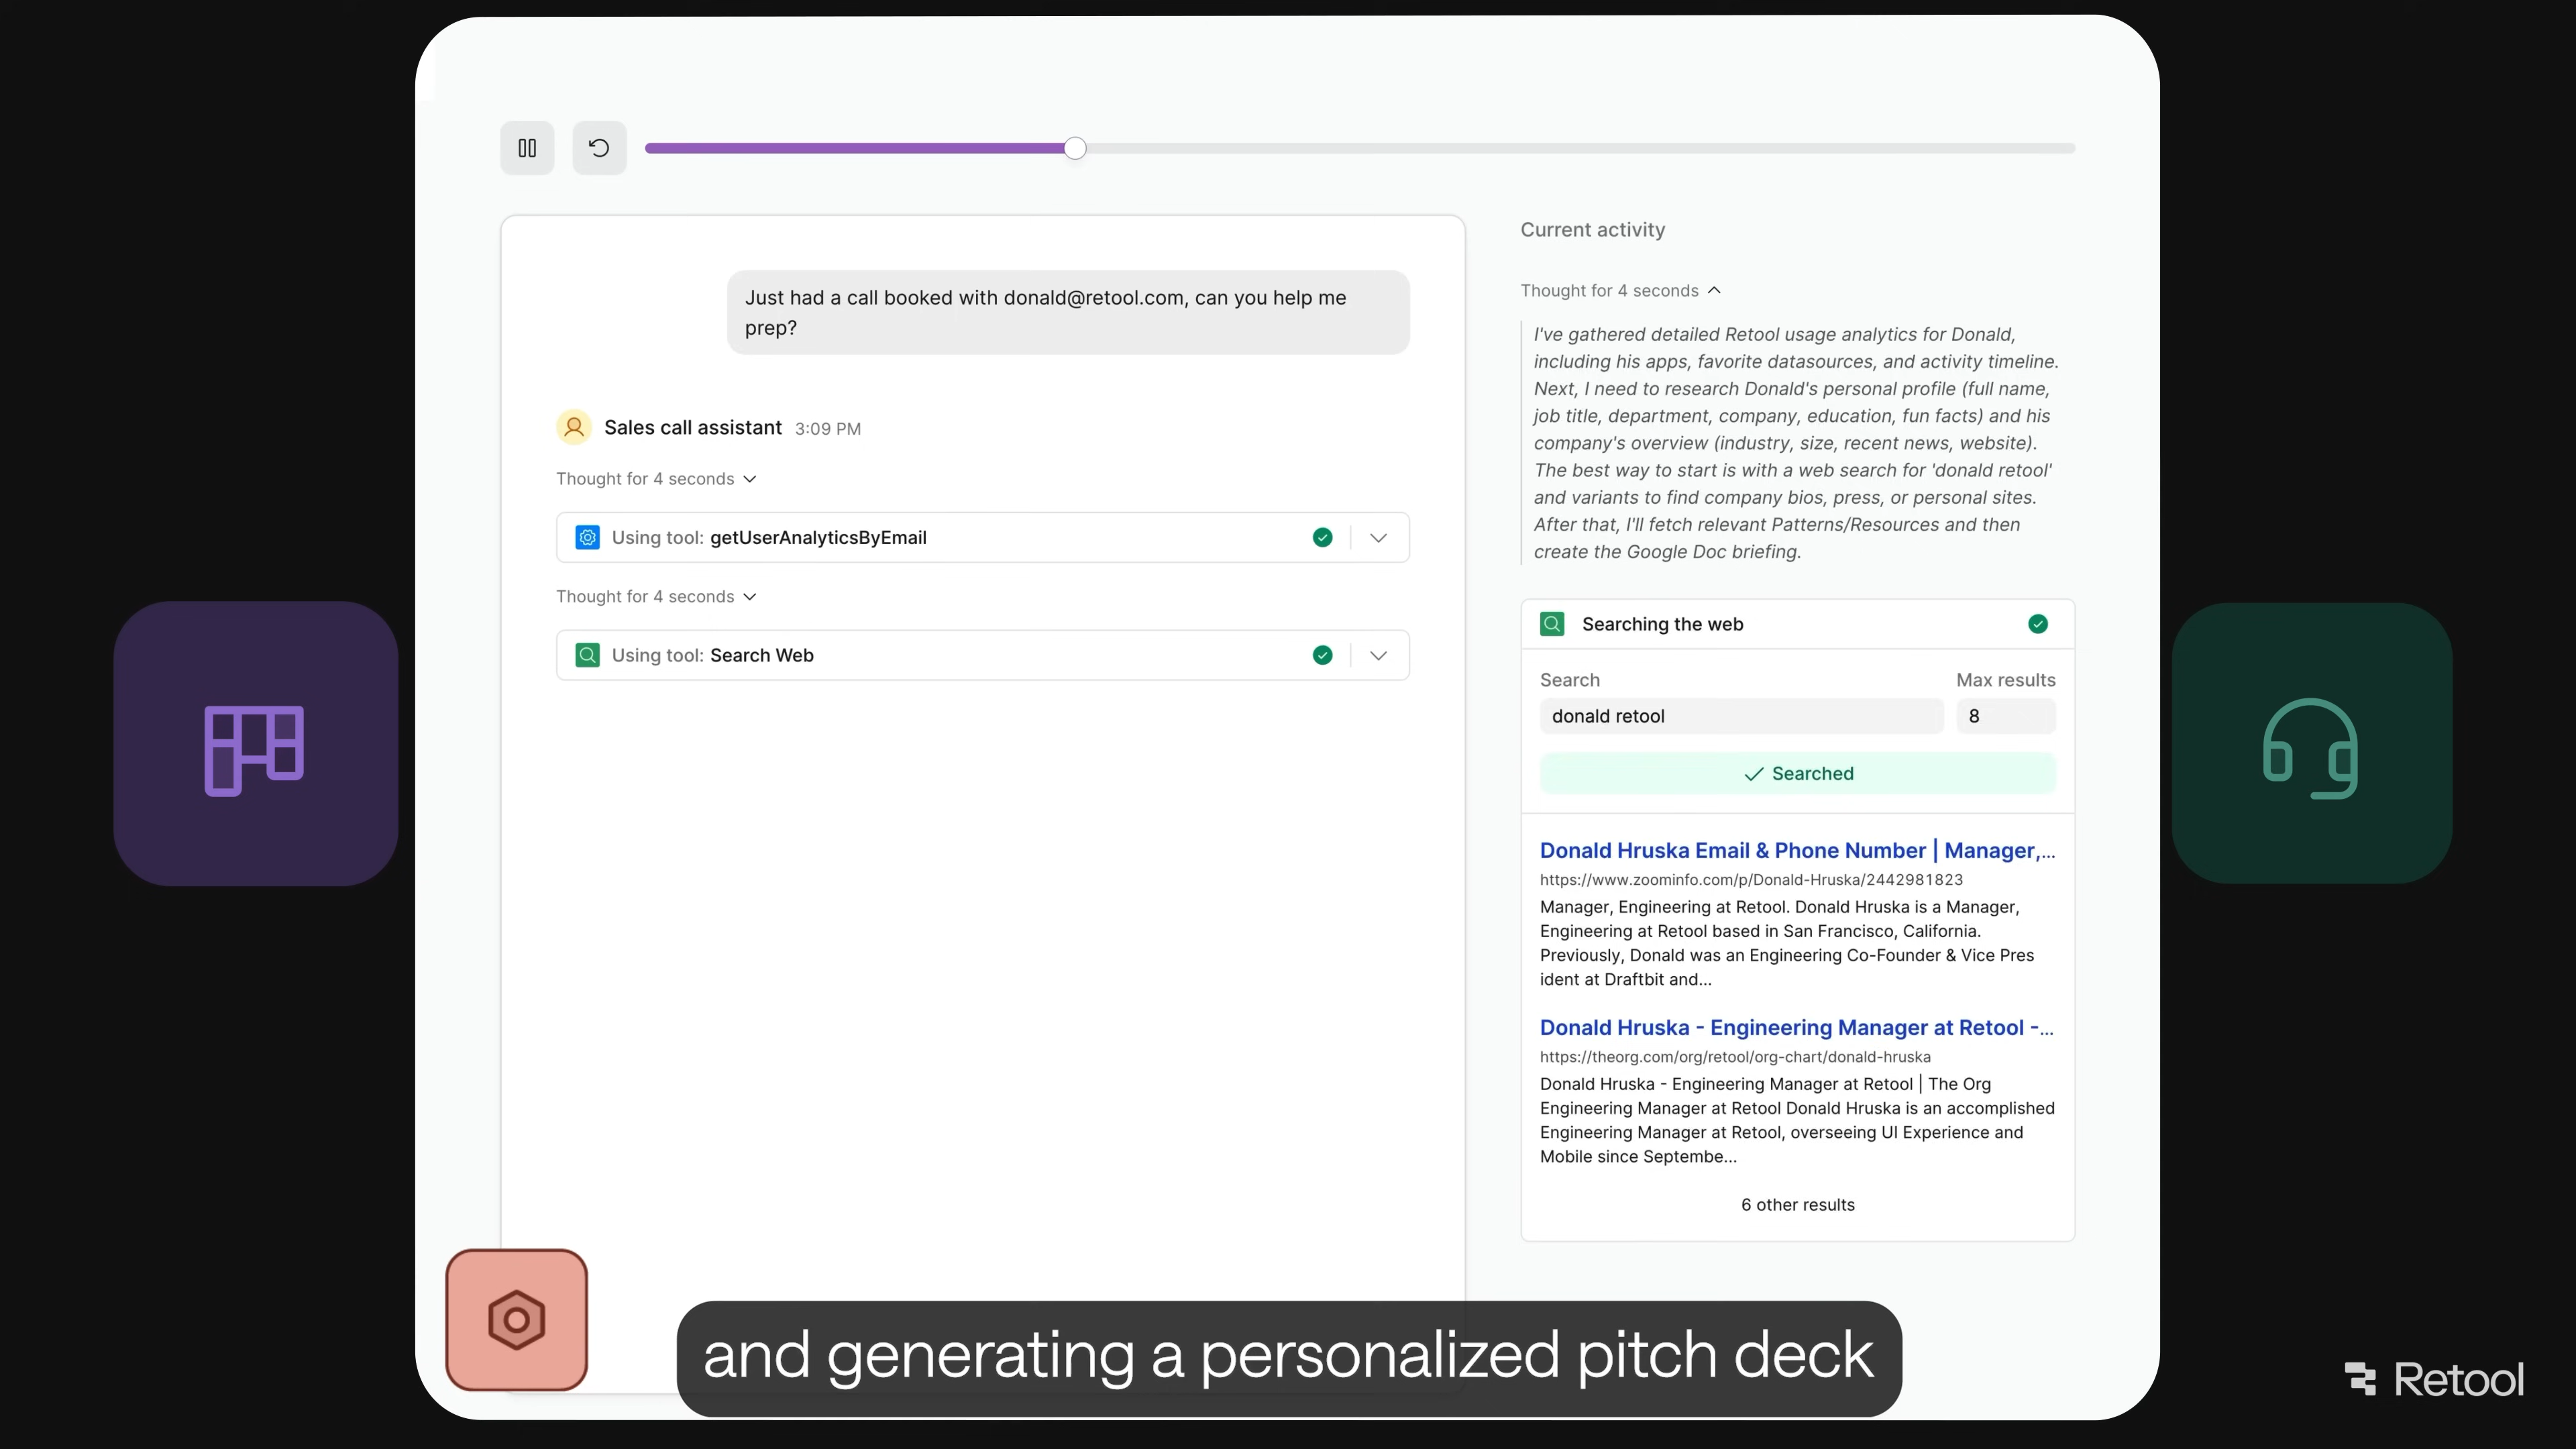 Just had a call booked with donald@retool.com, can you help me
prep?
Sales call assistant 3:09 PM
Thought for 4 seconds
Using tool: getUserAnalyticsByEmail
Thought for 4 seconds
Using tool: Search Web
Current activity
Thought for 4 seconds
I've gathered detailed Retool usage analytics for Donald,
including his apps, favorite datasources, and activity timeline.
Next, I need to research Donald's personal profile (full name,
job title, department, company, education, fun facts) and his
company's overview (industry, size, recent news, website).
The best way to start is with a web search for 'donald retool'
and variants to find company bios, press, or personal sites.
After that, I'll fetch relevant Patterns/Resources and then
create the Google Doc briefing.
Searching the web
Search Max results
donald retool 8
Searched
Donald Hruska Email & Phone Number | Manager,...
https://www.zoominfo.com/p/Donald-Hruska/2442981823
Manager, Engineering at Retool. Donald Hruska is a Manager,
Engineering at Retool based in San Francisco, California.
Previously, Donald was an Engineering Co-Founder & Vice Pres
ident at Draftbit and...
Donald Hruska - Engineering Manager at Retool -...
https://theorg.com/org/retool/org-chart/donald-hruska
Donald Hruska - Engineering Manager at Retool | The Org
Engineering Manager at Retool Donald Hruska is an accomplished
Engineering Manager at Retool, overseeing UI Experience and
Mobile since Septembe...
6 other results
and generating a personalized pitch deck
Retool